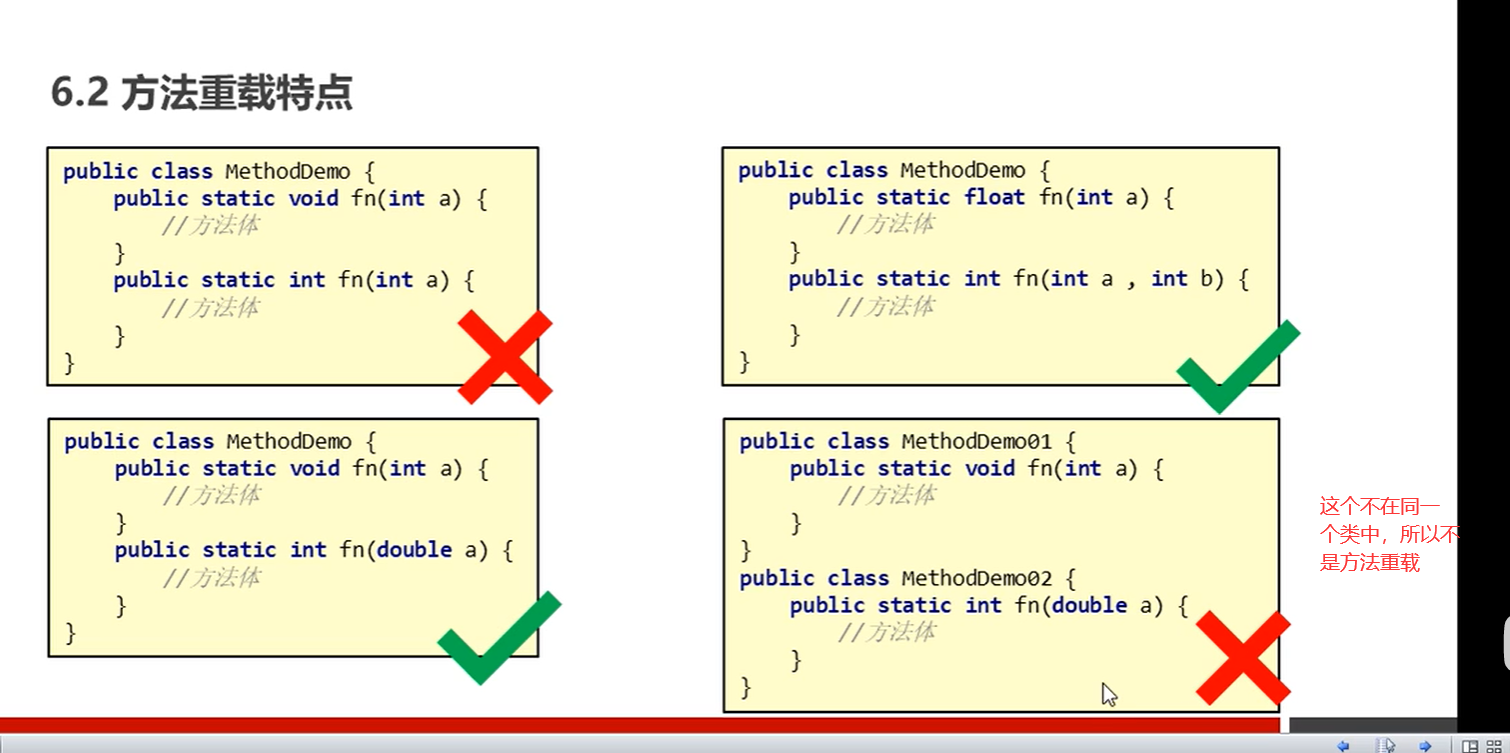 6.2 方法重载特点
public class MethodDemo {
public static void fn(int a) {
//方法体
}
public static int fn(int a) {
//方法体
}
}
public class MethodDemo {
public static float fn(int a) {
//方法体
}
public static int fn(int a , int b) {
//方法体
}
}
public class MethodDemo {
public static void fn(int a) {
//方法体
}
public static int fn(double a) {
//方法体
}
}
public class MethodDemo01 {
public static void fn(int a) {
//方法体
}
}
public class MethodDemo02 {
public static int fn(double a) {
//方法体
}
}
这个不在同一
个类中，所以不
是方法重载